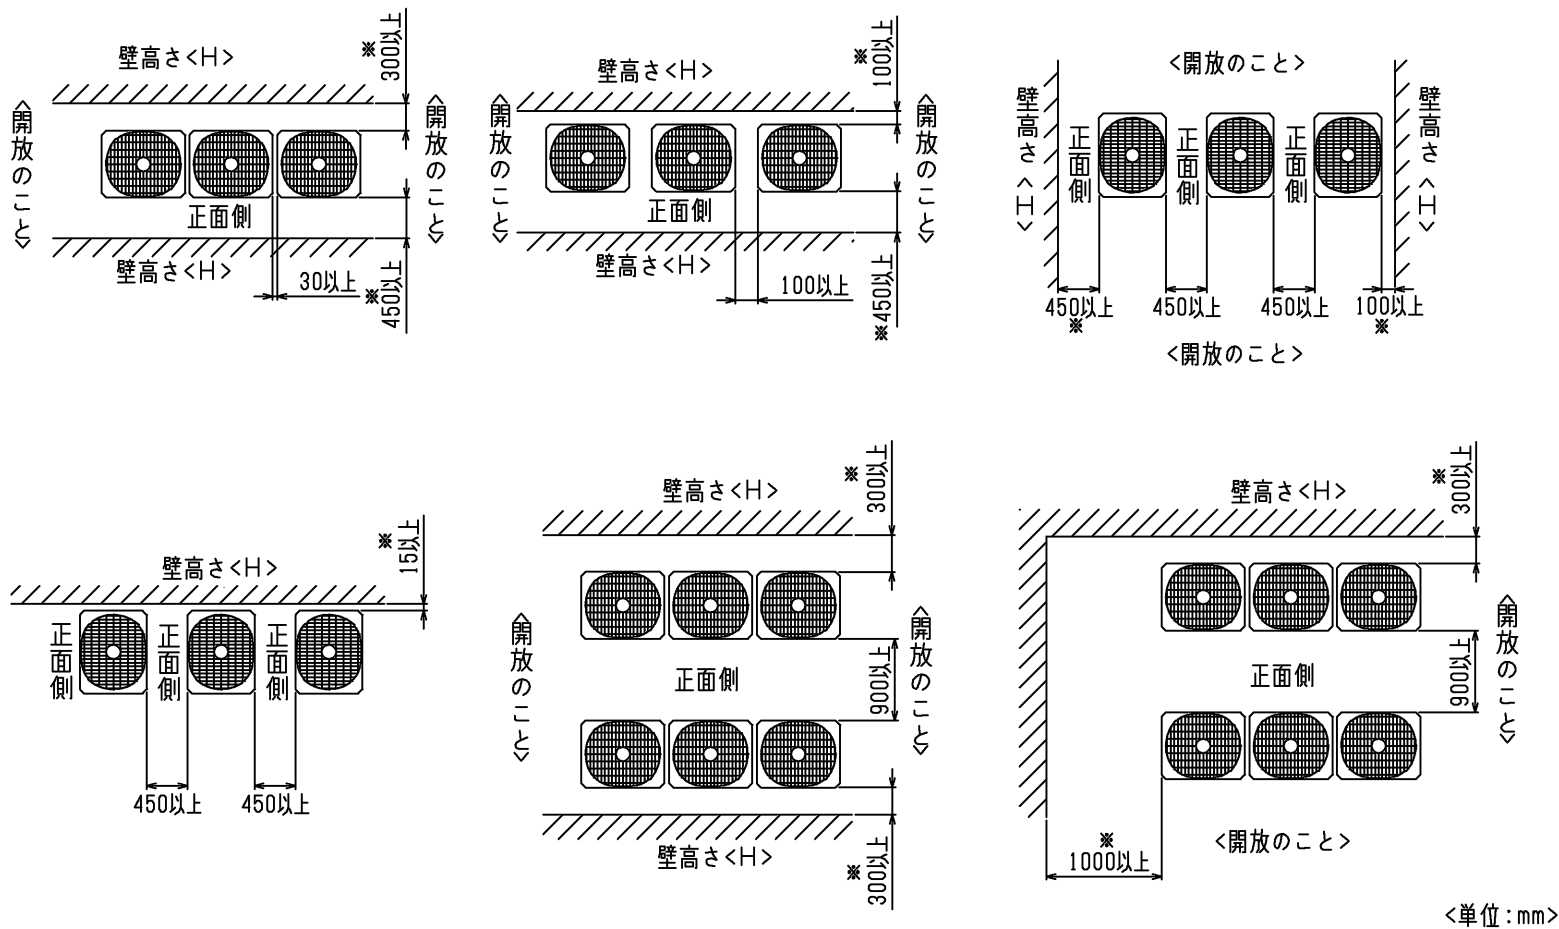 壁高さ<H>
※
300以上
<開放のこと>
<開放のこと>
正面側
壁高さ<H>
30以上
※
450以上
壁高さ<H>
※
100以上
<開放のこと>
<開放のこと>
正面側
壁高さ<H>
100以上
※450以上
<開放のこと>
壁高さ<H>
正面側
正面側
正面側
壁高さ<H>
450以上
※
450以上
450以上
100以上
※
<開放のこと>
壁高さ<H>
※
15以上
正面側
正面側
正面側
450以上
450以上
壁高さ<H>
※
300以上
<開放のこと>
正面側
900以上
<開放のこと>
壁高さ<H>
※
300以上
壁高さ<H>
※
300以上
正面側
900以上
<開放のこと>
※
1000以上
<開放のこと>
<単位:mm>